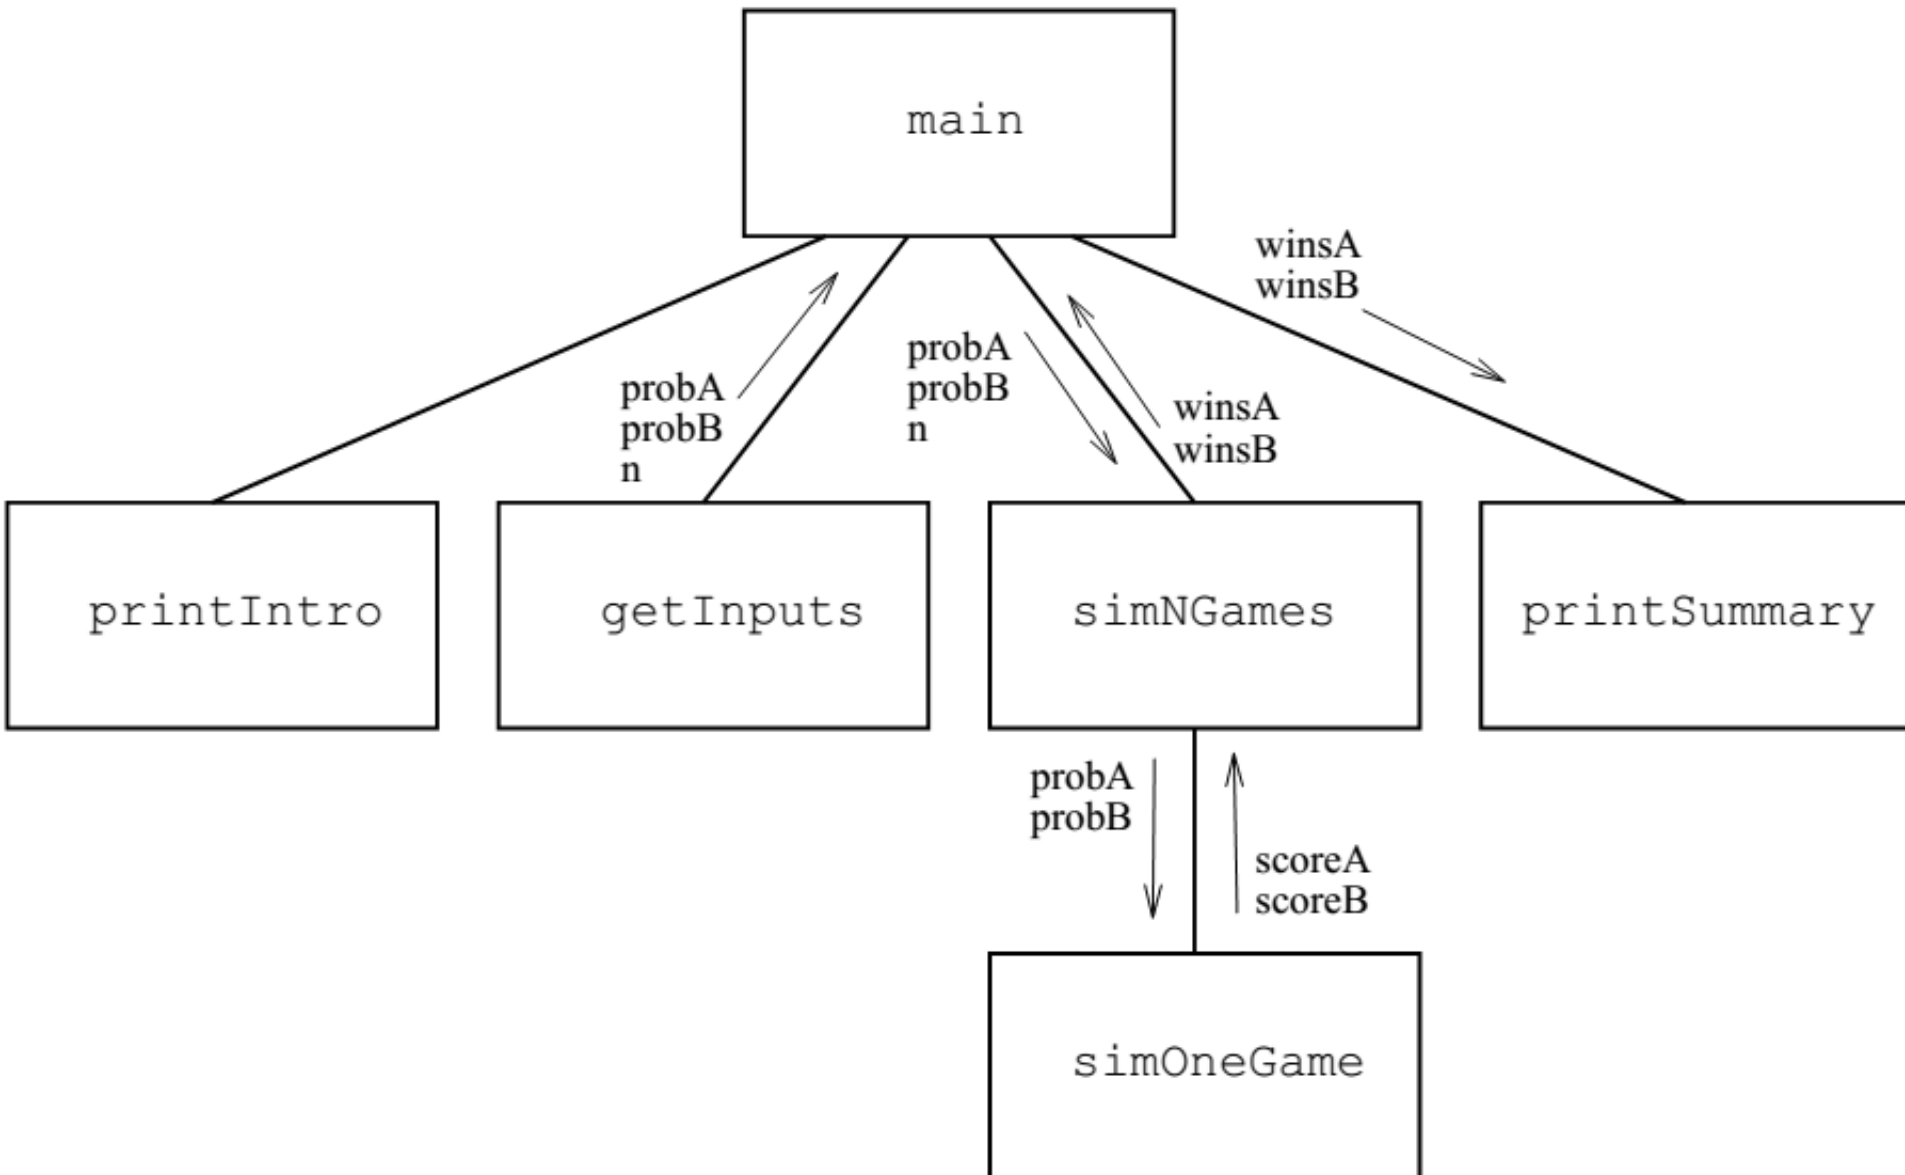 main
winsA
winsB
probA
probB
n
probA
probB
n
winsA
winsB
printIntro
getInputs
simNGames
printSummary
probA
probB
scoreA
scoreB
simOneGame